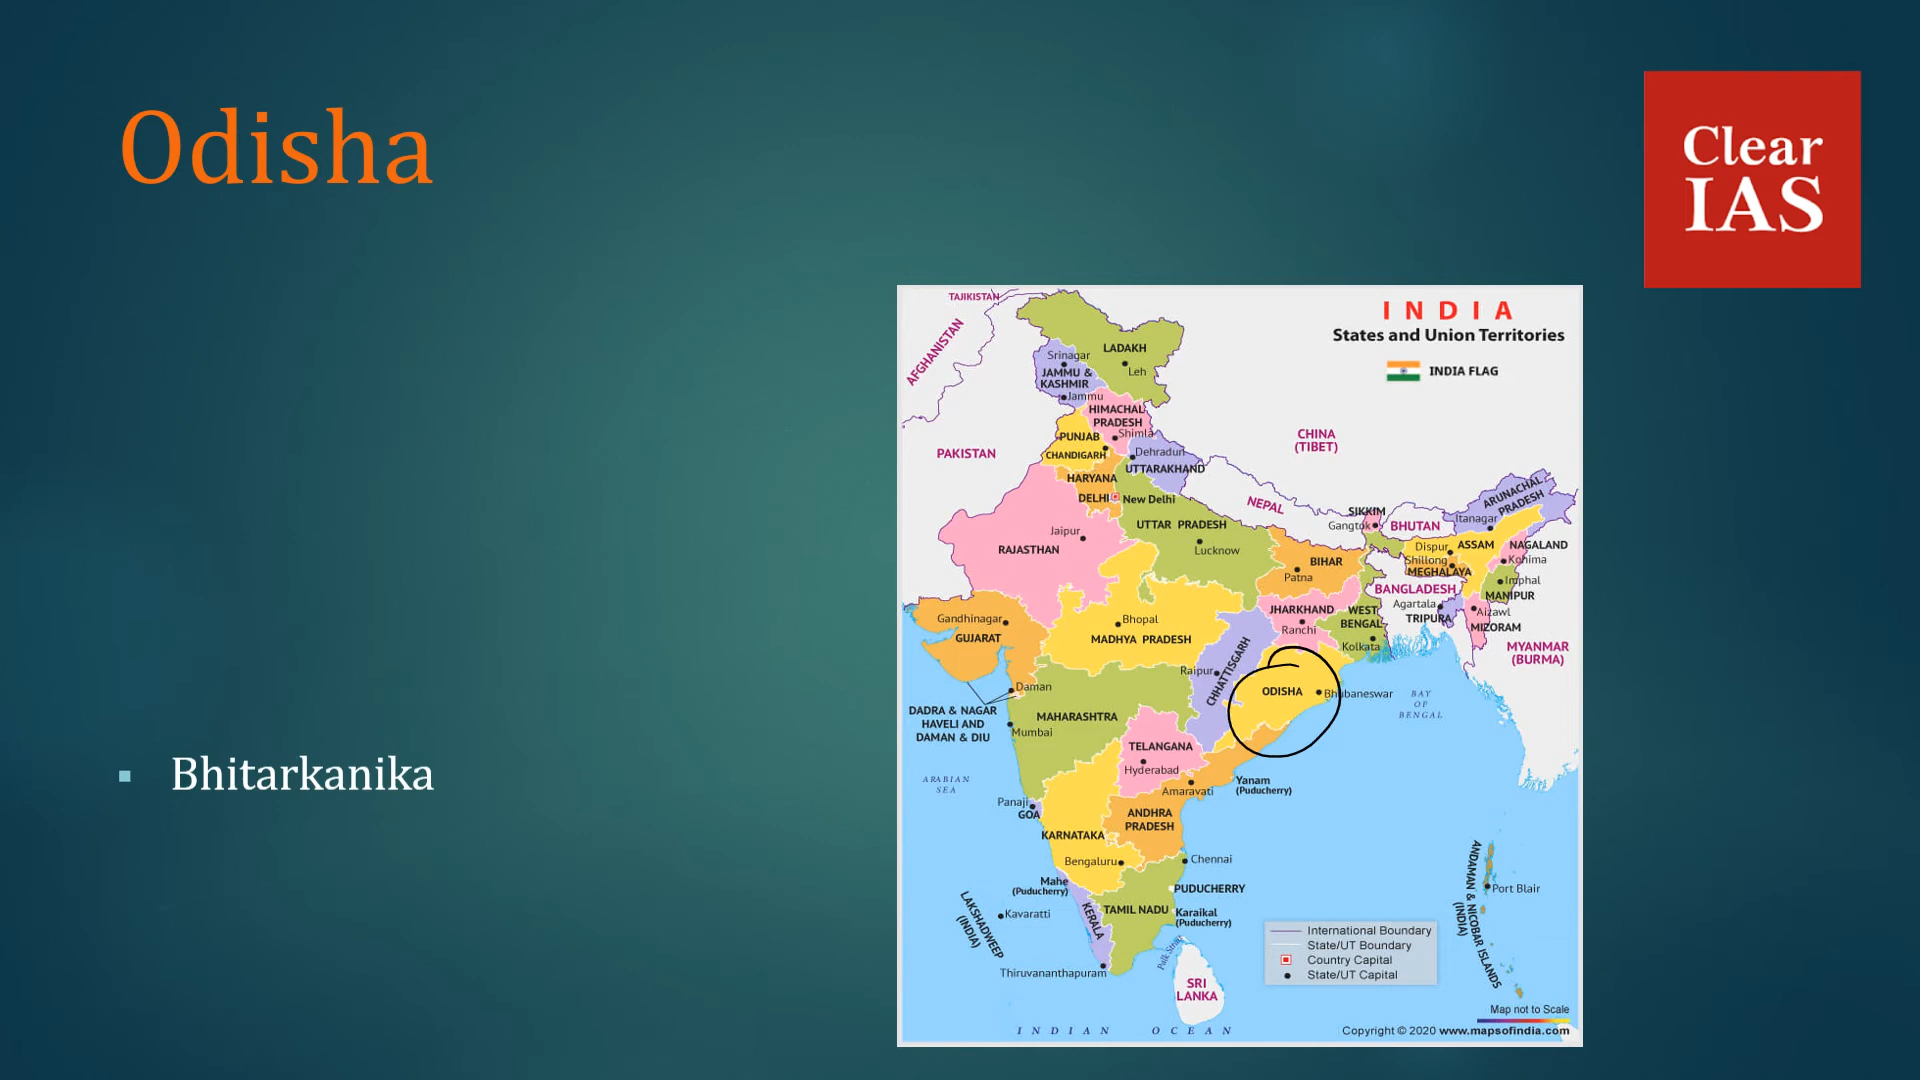 Odisha
Clear
IAS
Bhitarkanika
INDIA
States and Union Territories
INDIA FLAG
TAJIKISTAN
AFGHANISTAN
PAKISTAN
CHINA
(TIBET)
NEPAL
BHUTAN
BANGLADESH
MYANMAR
(BURMA)
SRI
LANKA
LADAKH
Leh
Srinagar
JAMMU &
KASHMIR
Jammu
HIMACHAL
PRADESH
Shimla
PUNJAB
CHANDIGARH
Dehradun
UTTARAKHAND
HARYANA
DELHI
New Delhi
UTTAR PRADESH
Lucknow
Jaipur
RAJASTHAN
BIHAR
Patna
SIKKIM
Gangtok
ARUNACHAL
PRADESH
Itanagar
Dispur
ASSAM
NAGALAND
Kohima
Shillong
MEGHALAYA
Imphal
MANIPUR
Agartala
TRIPURA
Aizawl
MIZORAM
JHARKHAND
Ranchi
WEST
BENGAL
Kolkata
Gandhinagar
GUJARAT
Bhopal
MADHYA PRADESH
Raipur
CHHATTISGARH
ODISHA
Bhubaneswar
BAY
OF
BENGAL
Daman
DADRA & NAGAR
HAVELI AND
DAMAN & DIU
MAHARASHTRA
Mumbai
TELANGANA
Hyderabad
Amaravati
Yanam
(Puducherry)
ARABIAN
SEA
Panaji
GOA
ANDHRA
PRADESH
KARNATAKA
Bengaluru
Chennai
Mahe
(Puducherry)
PUDUCHERRY
TAMIL NADU
Karaikal
(Puducherry)
KERALA
LAKSHADWEEP
(INDIA)
Kavaratti
Thiruvananthapuram
Palk Strait
ANDAMAN & NICOBAR ISLANDS
(INDIA)
Port Blair
International Boundary
State/UT Boundary
Country Capital
State/UT Capital
Map not to Scale
INDIAN OCEAN
Copyright © 2020 www.mapsofindia.com